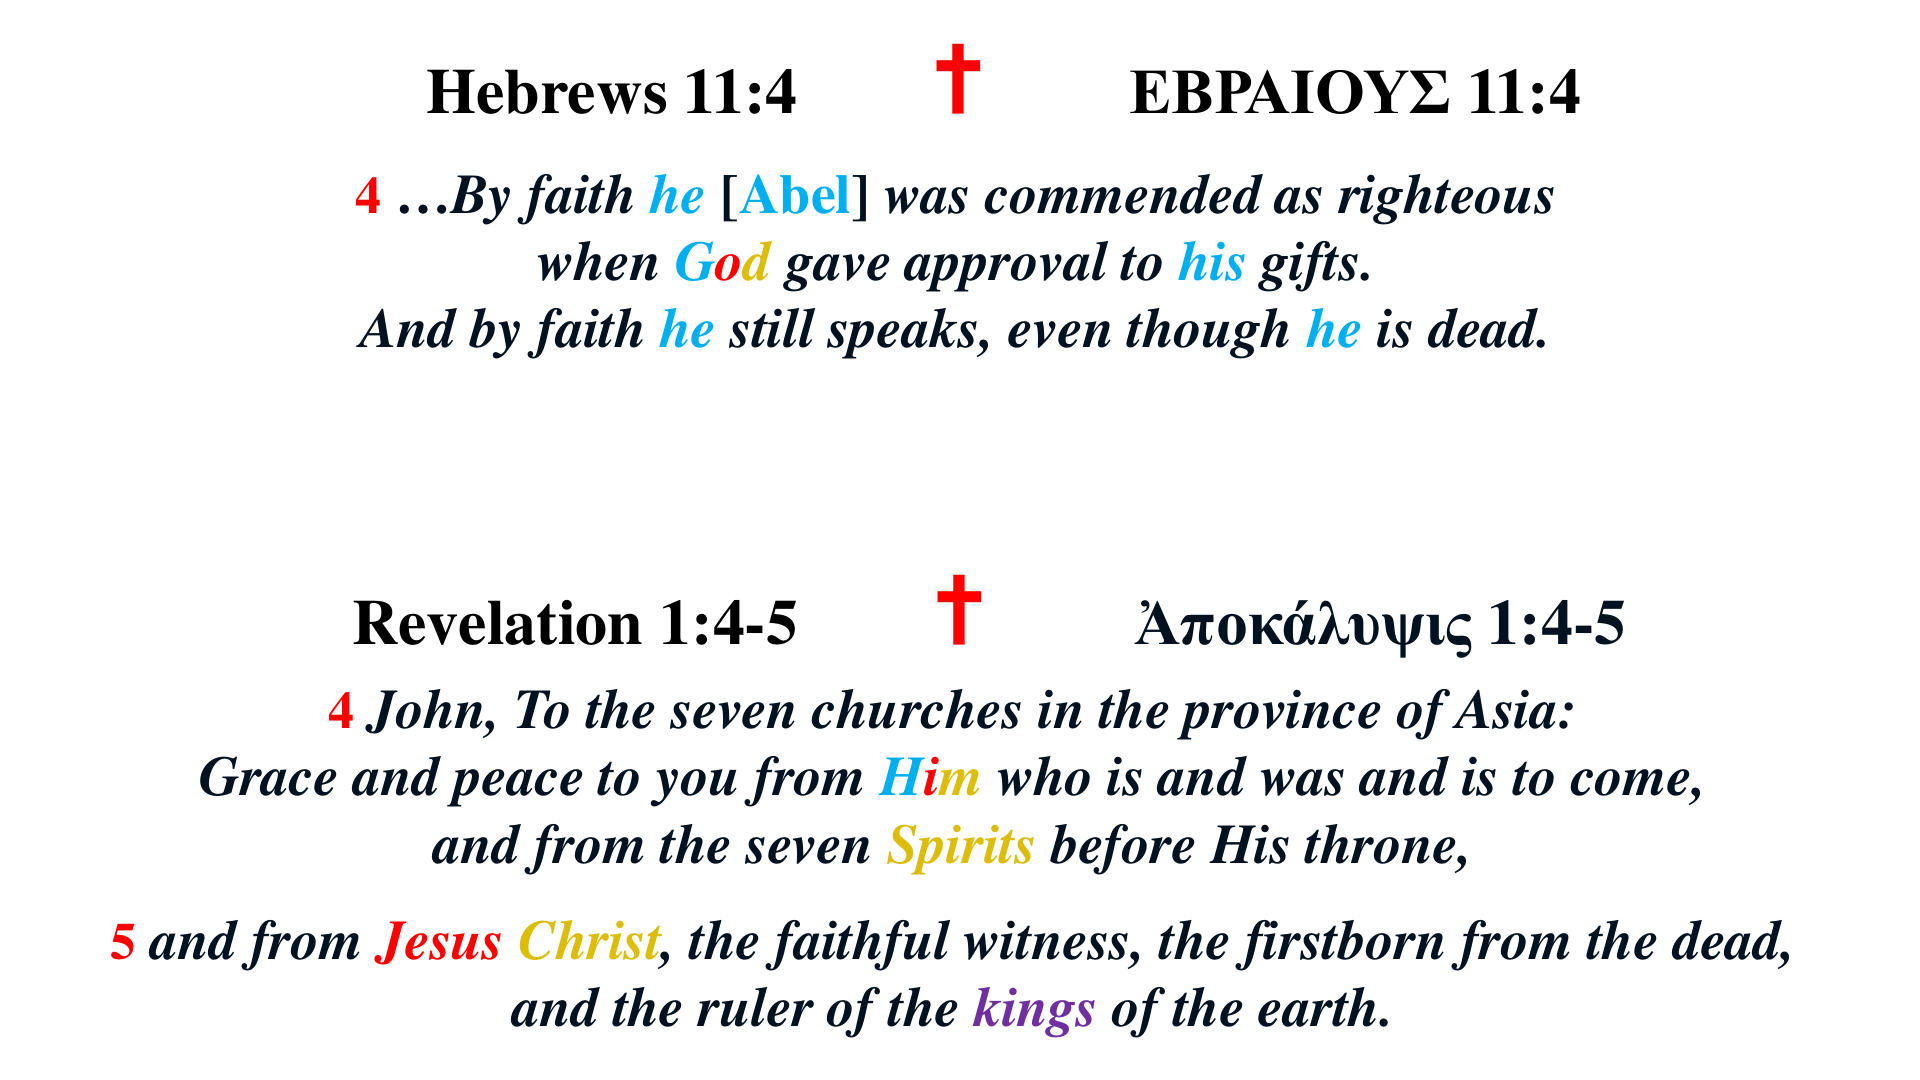 Hebrews 11:4 ✝ ΕΒΡΑΙΟΥΣ 11:4
4 …By faith he [Abel] was commended as righteous
when God gave approval to his gifts.
And by faith he still speaks, even though he is dead.
Revelation 1:4-5 ✝ Ἀποκάλυψις 1:4-5
4 John, To the seven churches in the province of Asia:
Grace and peace to you from Him who is and was and is to come,
and from the seven Spirits before His throne,
5 and from Jesus Christ, the faithful witness, the firstborn from the dead,
and the ruler of the kings of the earth.